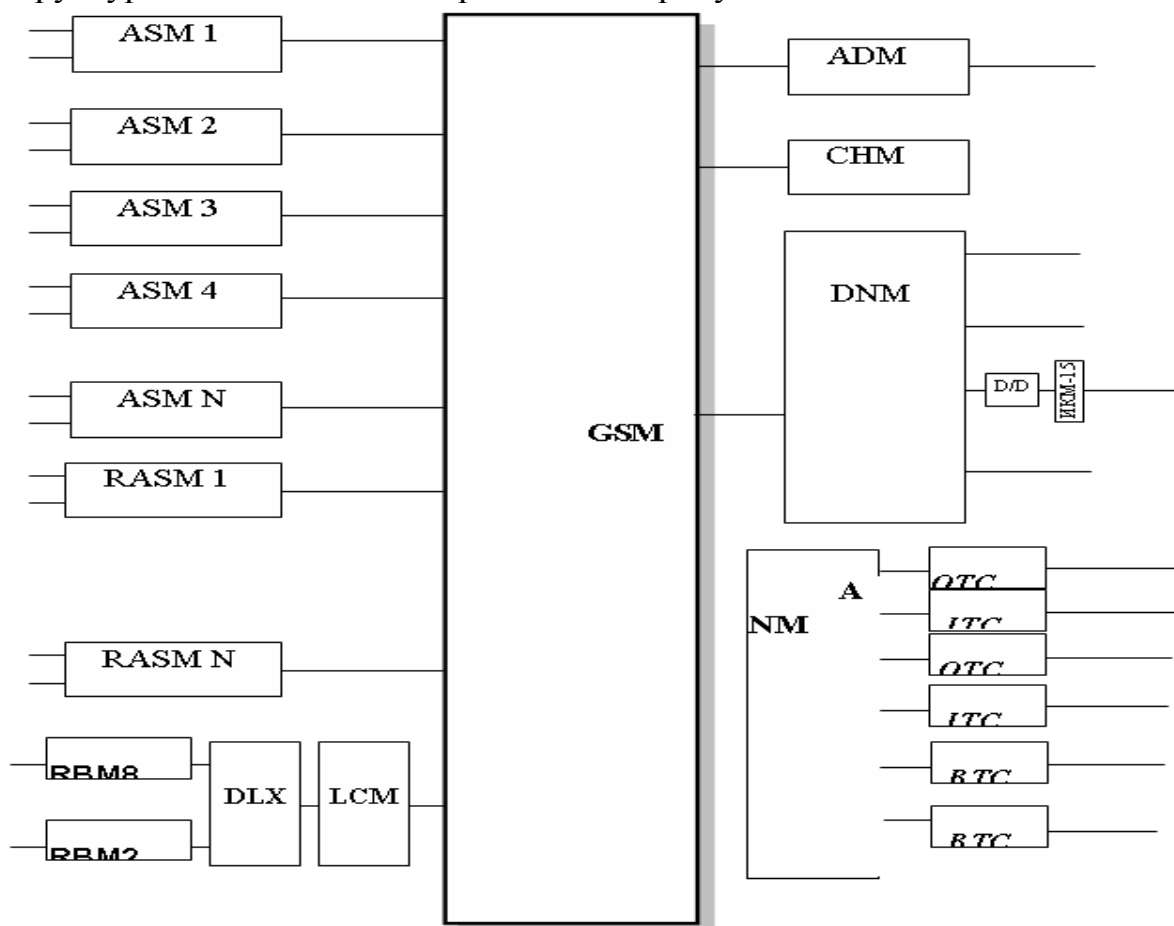 ASM 1
ASM 2
ASM 3
ASM 4
ASM N
RASM 1
RASM N
RBM8
RBM2
DLX
LCM
GSM
ADM
CHM
DNM
D/D
ИКМ-15
A
NM
OTC
ITC
OTC
ITC
BTC
BTC